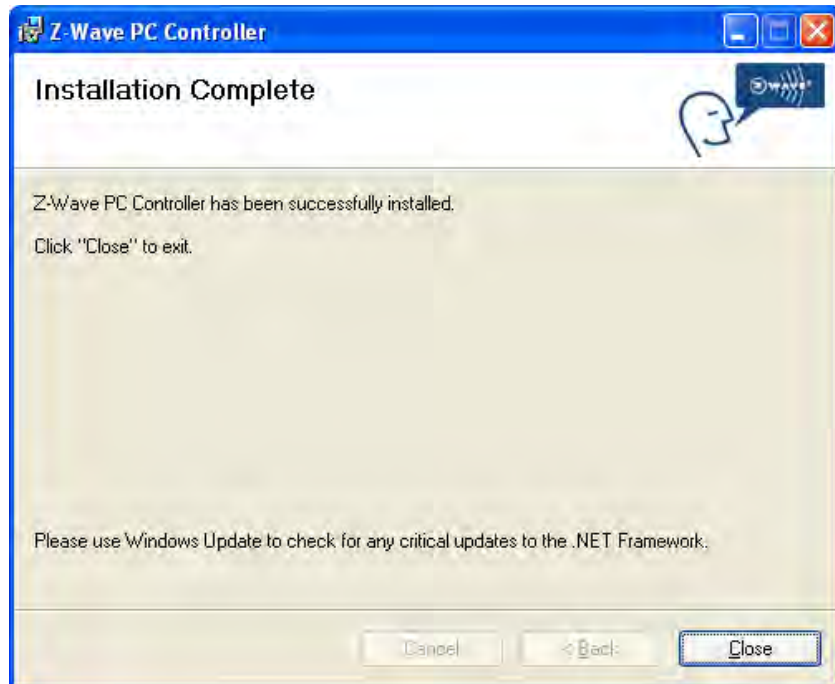 Z-Wave PC Controller
Installation Complete
Z-Wave PC Controller has been successfully installed.
Click "Close" to exit.
Please use Windows Update to check for any critical updates to the .NET Framework.
Cancel
< Back
Close